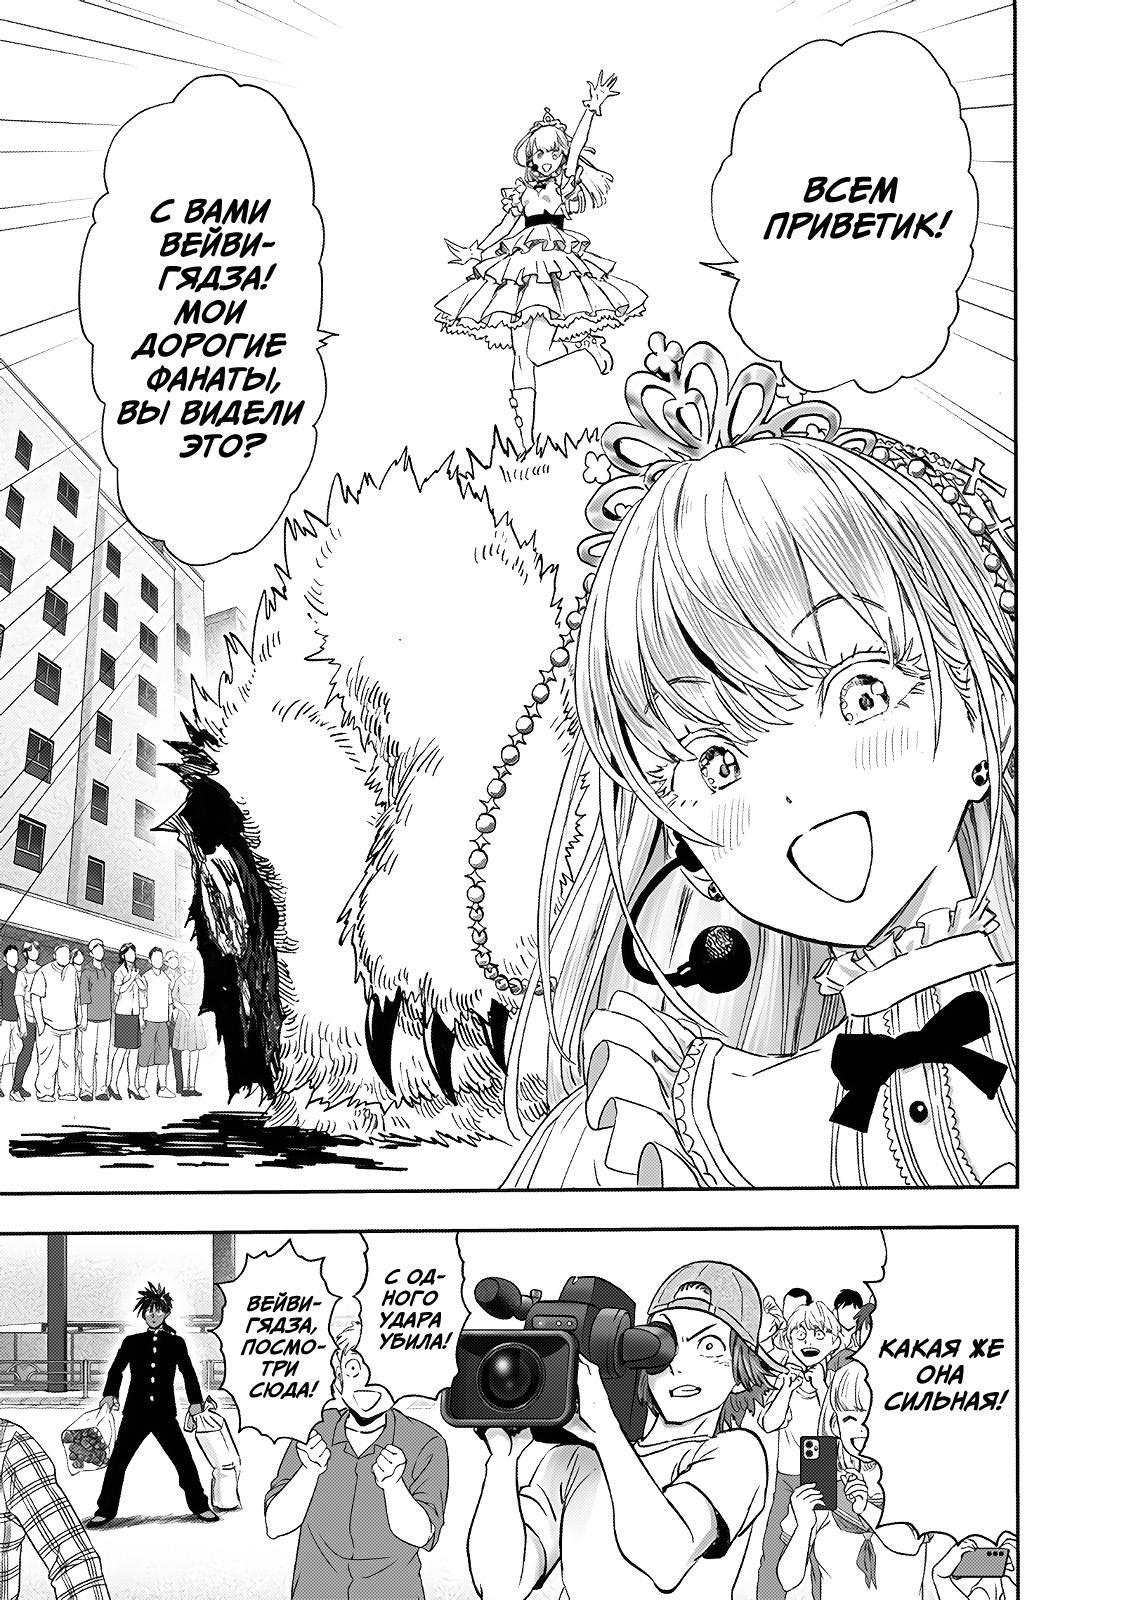 ВСЕМ
ПРИВЕТИК!
С ВАМИ
ВЕЙВИ-
ГЯДЗА!
МОИ
ДОРОГИЕ
ФАНАТЫ,
ВЫ ВИДЕЛИ
ЭТО?
КАКАЯ ЖЕ
ОНА
СИЛЬНАЯ!
С ОД-
НОГО
УДАРА
УБИЛА!
ВЕЙВИ-
ГЯДЗА,
ПОСМО-
ТРИ
СЮДА!